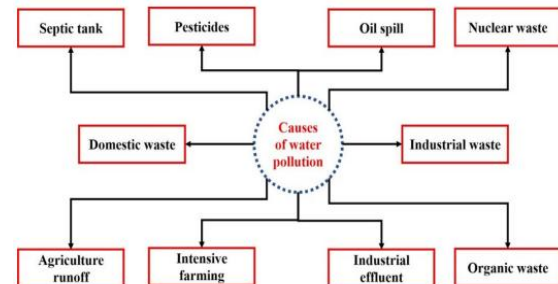 Septic tank
Pesticides
Oil spill
Nuclear waste
Domestic waste
Causes
of water
pollution
Industrial waste
Agriculture
runoff
Intensive
farming
Industrial
effluent
Organic waste